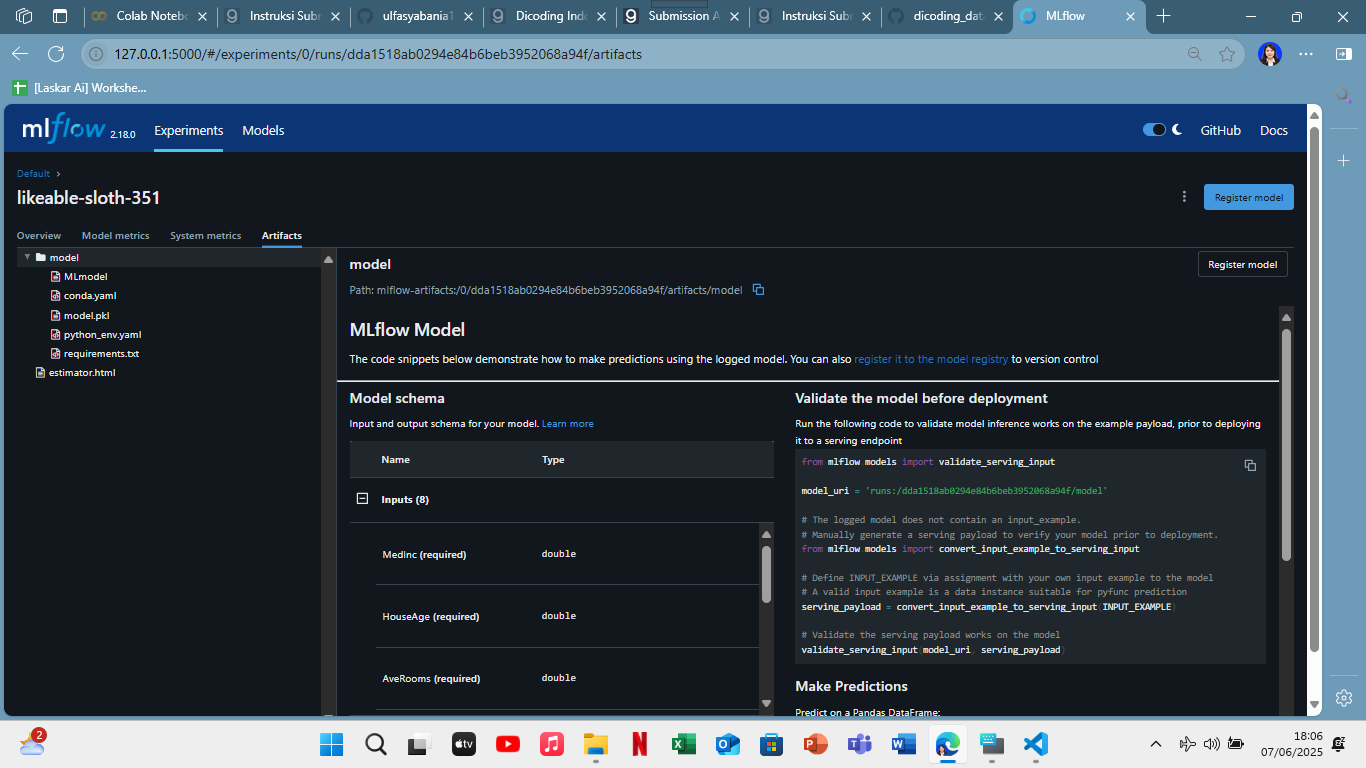 Colab Notebo
Instruksi Subm
ulfasyabania1
Dicoding Indo
Submission A
Instruksi Subm
dicoding_data
MLflow
127.0.0.1:5000/#/experiments/0/runs/dda1518ab0294e84b6beb3952068a94f/artifacts
[Laskar Ai] Workshe...
mlflow 2.18.0
Experiments
Models
GitHub
Docs
Default
likeable-sloth-351
Register model
Overview
Model metrics
System metrics
Artifacts
model
MLmodel
conda.yaml
model.pkl
python_env.yaml
requirements.txt
estimator.html
model
Register model
Path: mlflow-artifacts:/0/dda1518ab0294e84b6beb3952068a94f/artifacts/model
MLflow Model
The code snippets below demonstrate how to make predictions using the logged model. You can also register it to the model registry to version control
Model schema
Input and output schema for your model. Learn more
Name Type
Inputs (8)
MedInc (required) double
HouseAge (required) double
AveRooms (required) double
Validate the model before deployment
Run the following code to validate model inference works on the example payload, prior to deploying
it to a serving endpoint
from mlflow.models import validate_serving_input
model_uri = 'runs:/dda1518ab0294e84b6beb3952068a94f/model'
# The logged model does not contain an input_example.
# Manually generate a serving payload to verify your model prior to deployment.
from mlflow.models import convert_input_example_to_serving_input
# Define INPUT_EXAMPLE via assignment with your own input example to the model
# A valid input example is a data instance suitable for pyfunc prediction
serving_payload = convert_input_example_to_serving_input(INPUT_EXAMPLE)
# Validate the serving payload works on the model
validate_serving_input(model_uri, serving_payload)
Make Predictions
Predict on a Pandas DataFrame:
2
tv
18:06
07/06/2025